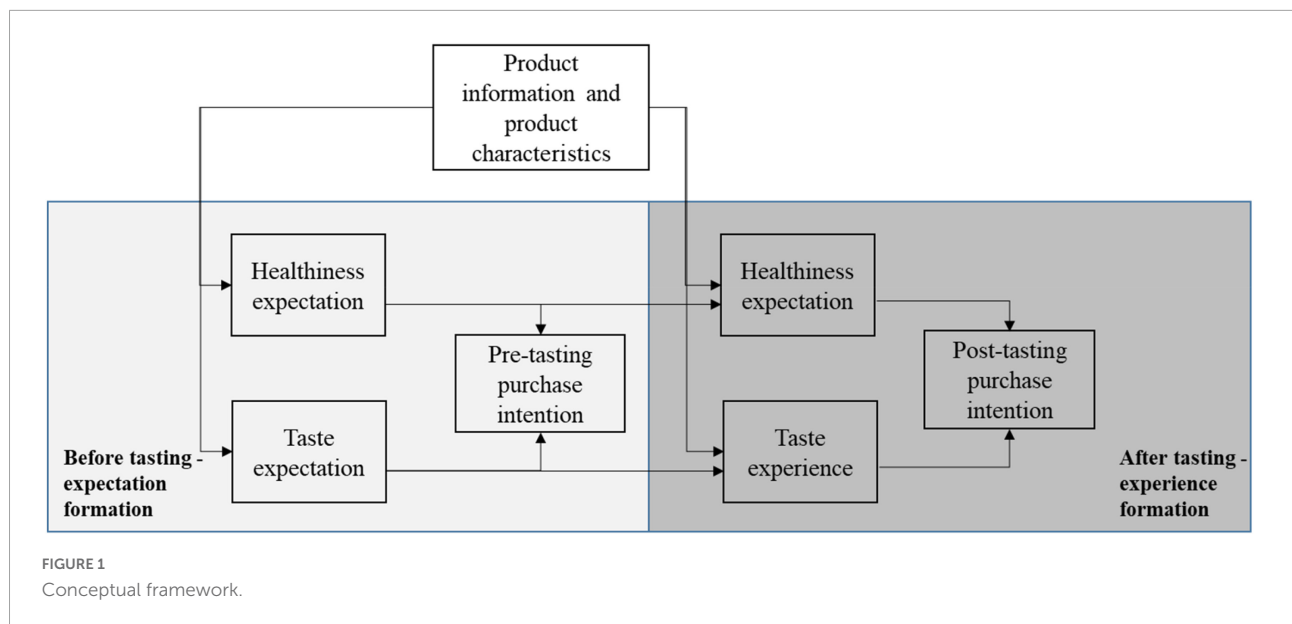 Product
information and
product
characteristics
Healthiness
expectation
Pre-tasting
purchase
intention
Taste
expectation
Before tasting -
expectation
formation
Healthiness
expectation
Post-tasting
purchase
intention
Taste
experience
After tasting -
experience
formation
FIGURE 1
Conceptual framework.